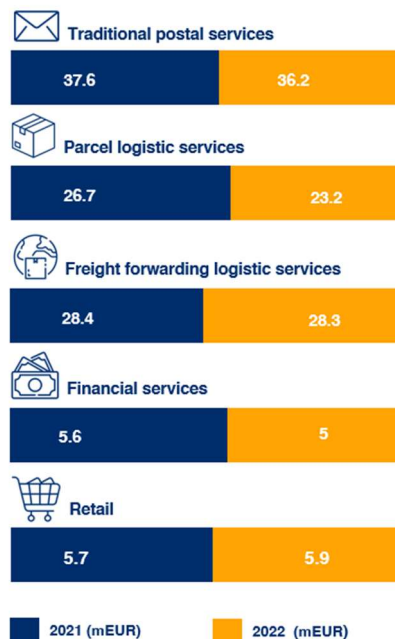 Traditional postal services
37.6 36.2
Parcel logistic services
26.7 23.2
Freight forwarding logistic services
28.4 28.3
Financial services
5.6 5
Retail
5.7 5.9
2021 (mEUR) 2022 (mEUR)